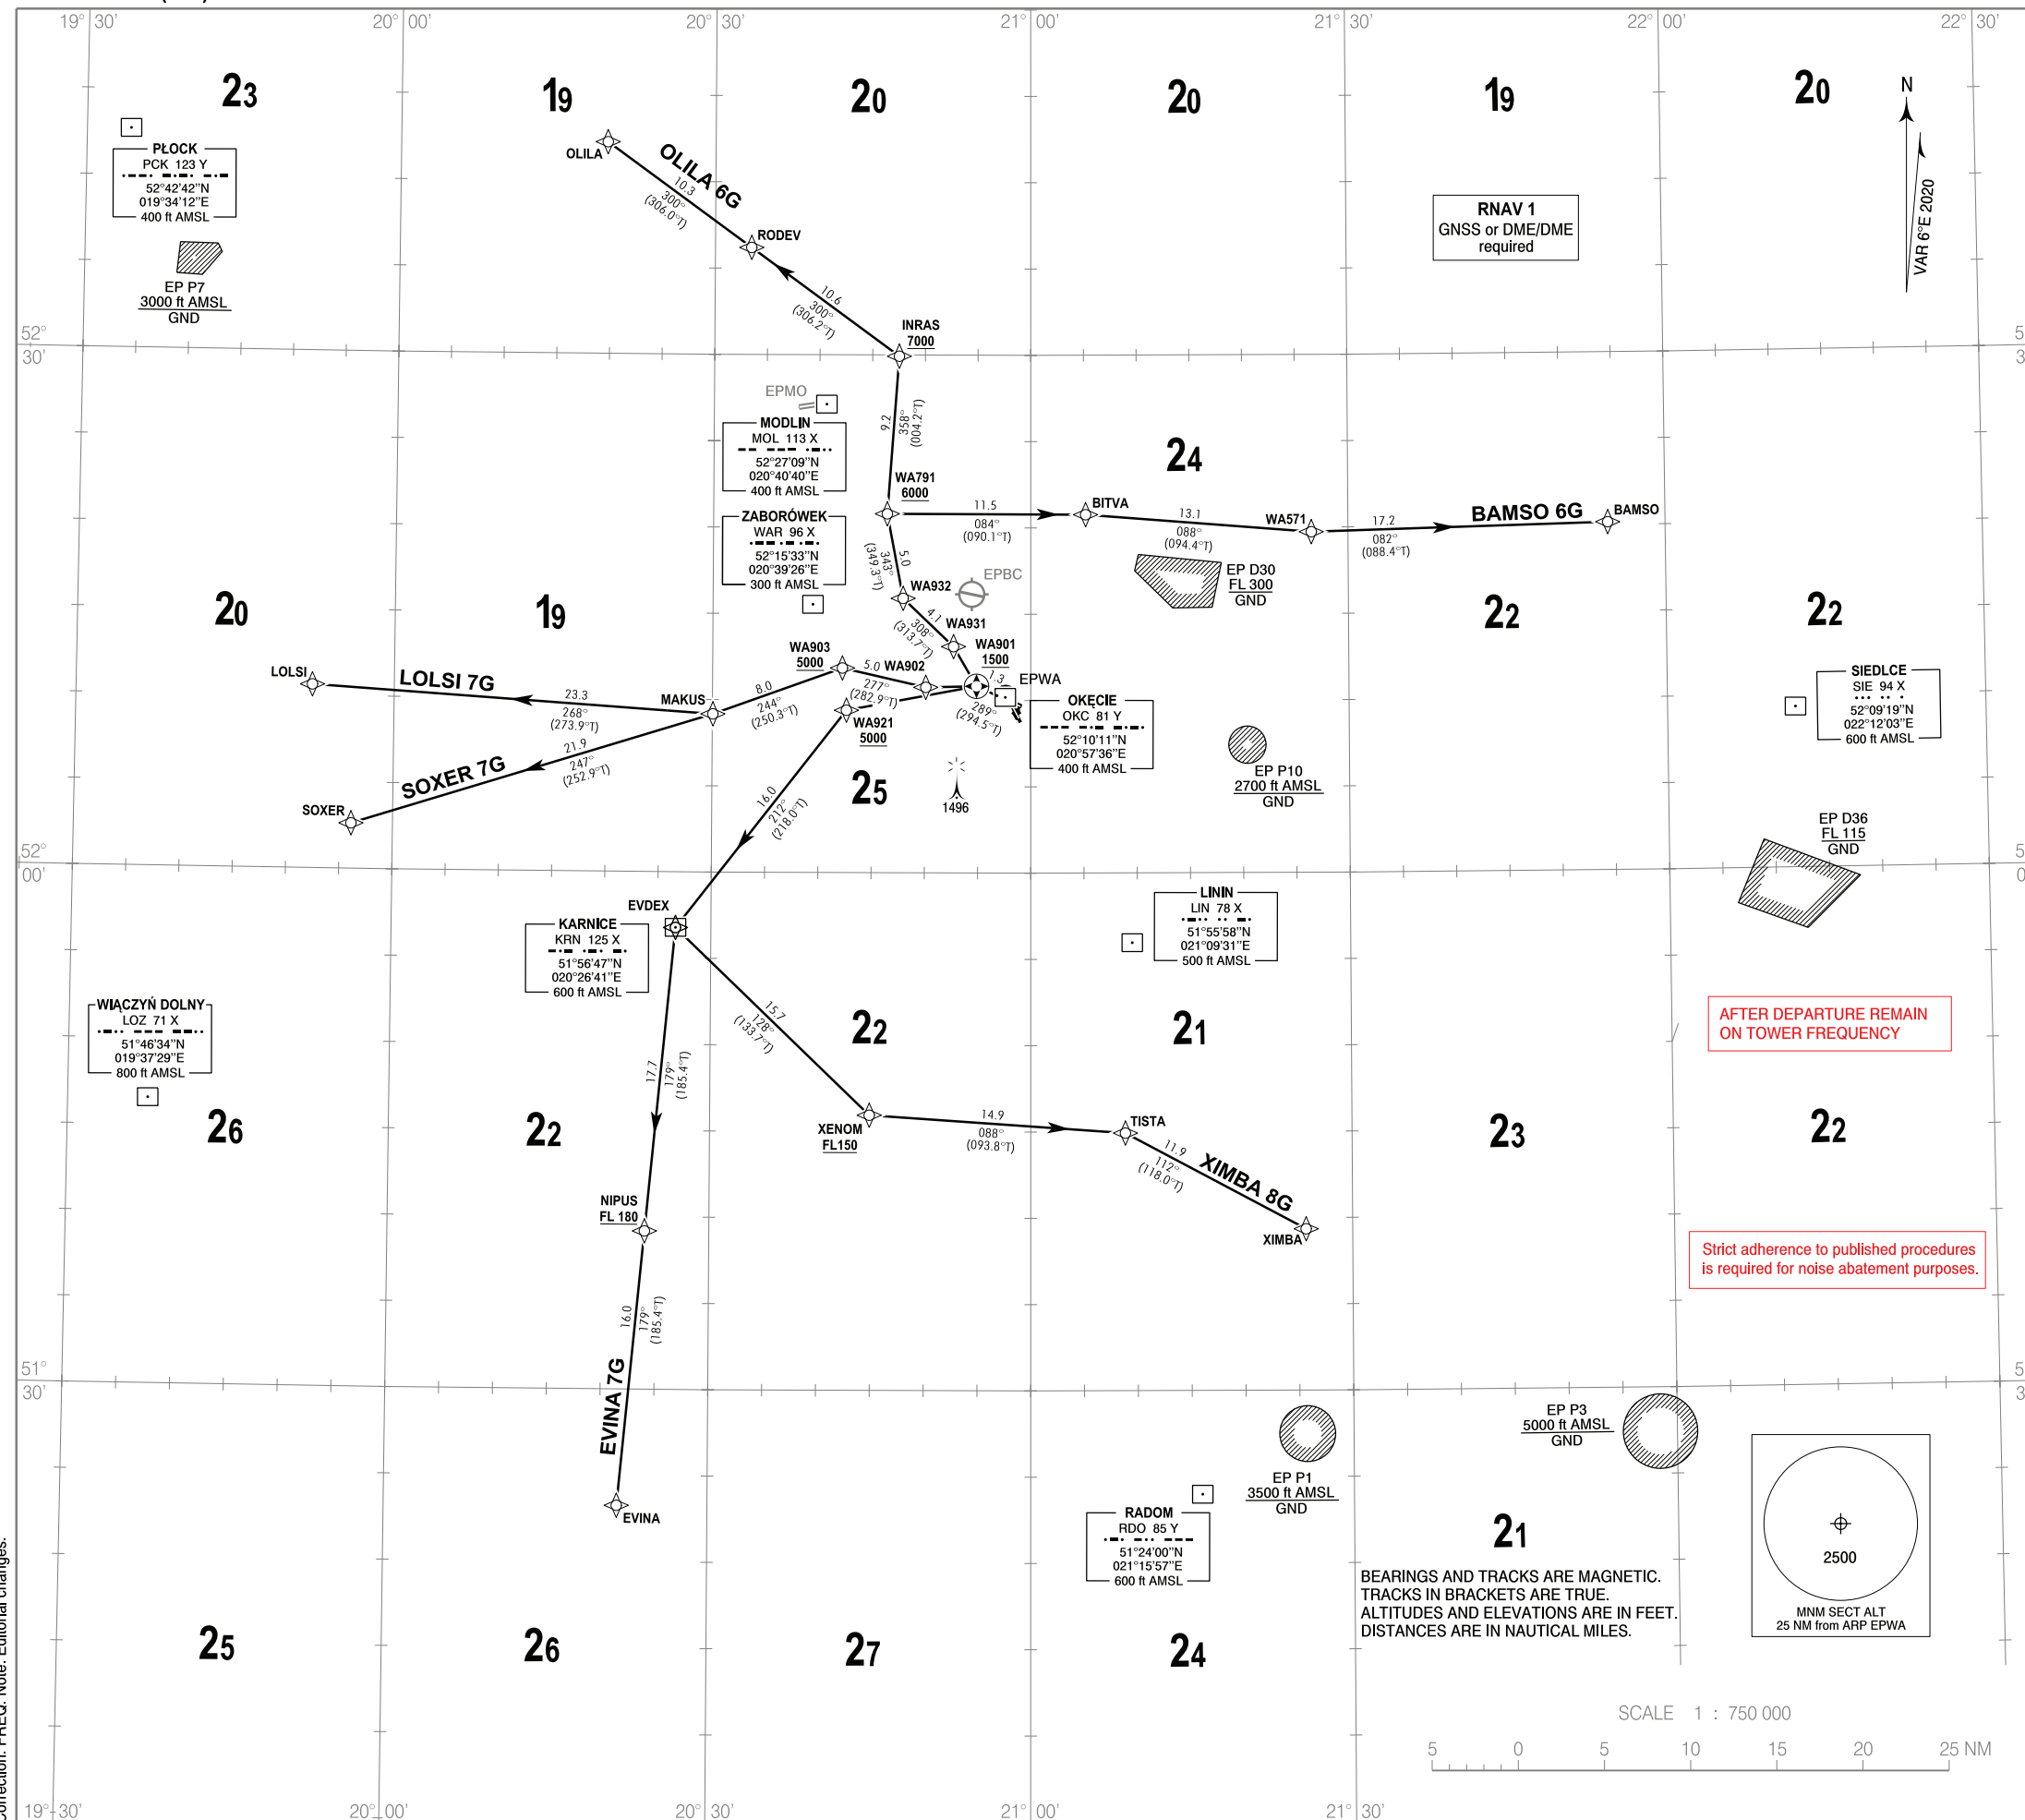 19° 30'
20° 00'
20° 30'
21° 00'
21° 30'
22° 00'
22° 30'
23
19
20
20
19
20
N
VAR 6°E 2020
PŁOCK
PCK 123 Y
52°42'42"N
019°34'12"E
400 ft AMSL
EP P7
3000 ft AMSL
GND
OLILA
OLILA 6G
10.3
300°
(306.0°T)
RODEV
10.6
300°
(306.2°T)
INRAS
7000
RNAV 1
GNSS or DME/DME
required
52°
30'
EPMO
MODLIN
MOL 113 X
52°27'09"N
020°40'40"E
400 ft AMSL
9.2
358°
(004.2°T)
24
WA791
6000
11.5
084°
(090.1°T)
BITVA
13.1
088°
(094.4°T)
WA571
17.2
082°
(088.4°T)
BAMSO 6G
BAMSO
ZABORÓWEK
WAR 96 X
52°15'33"N
020°39'26"E
300 ft AMSL
5.0
343°
(349.3°T)
WA932
EPBC
EP D30
FL 300
GND
20
19
22
22
4.1
308°
(313.7°T)
WA931
WA901
1500
WA903
5000
5.0
WA902
277°
(282.9°T)
7.3
EPWA
289°
(294.5°T)
LOLSI
LOLSI 7G
23.3
268°
(273.9°T)
MAKUS
8.0
244°
(250.3°T)
WA921
5000
OKĘCIE
OKC 81 Y
52°10'11"N
020°57'36"E
400 ft AMSL
SIEDLCE
SIE 94 X
52°09'19"N
022°12'03"E
600 ft AMSL
21.9
247°
(252.9°T)
SOXER 7G
SOXER
25
1496
EP P10
2700 ft AMSL
GND
16.0
212°
(218.0°T)
EP D36
FL 115
GND
52°
00'
EVDEX
KARNICE
KRN 125 X
51°56'47"N
020°26'41"E
600 ft AMSL
LININ
LIN 78 X
51°55'58"N
021°09'31"E
500 ft AMSL
WIĄCZYŃ DOLNY
LOZ 71 X
51°46'34"N
019°37'29"E
800 ft AMSL
15.7
128°
(133.7°T)
22
21
AFTER DEPARTURE REMAIN
ON TOWER FREQUENCY
17.7
179°
(185.4°T)
26
22
XENOM
FL150
14.9
088°
(093.8°T)
TISTA
11.9
112°
(118.0°T)
XIMBA 8G
XIMBA
23
22
NIPUS
FL 180
Strict adherence to published procedures
is required for noise abatement purposes.
16.0
179°
(185.4°T)
EVINA 7G
EVINA
51°
30'
EP P1
3500 ft AMSL
GND
EP P3
5000 ft AMSL
GND
RADOM
RDO 85 Y
51°24'00"N
021°15'57"E
600 ft AMSL
21
2500
MNM SECT ALT
25 NM from ARP EPWA
BEARINGS AND TRACKS ARE MAGNETIC.
TRACKS IN BRACKETS ARE TRUE.
ALTITUDES AND ELEVATIONS ARE IN FEET.
DISTANCES ARE IN NAUTICAL MILES.
25
26
27
24
SCALE 1 : 750 000
5 0 5 10 15 20 25 NM
19° 30'
20° 00'
20° 30'
21° 00'
21° 30'
Correction: FREQ. Note. Editorial changes.